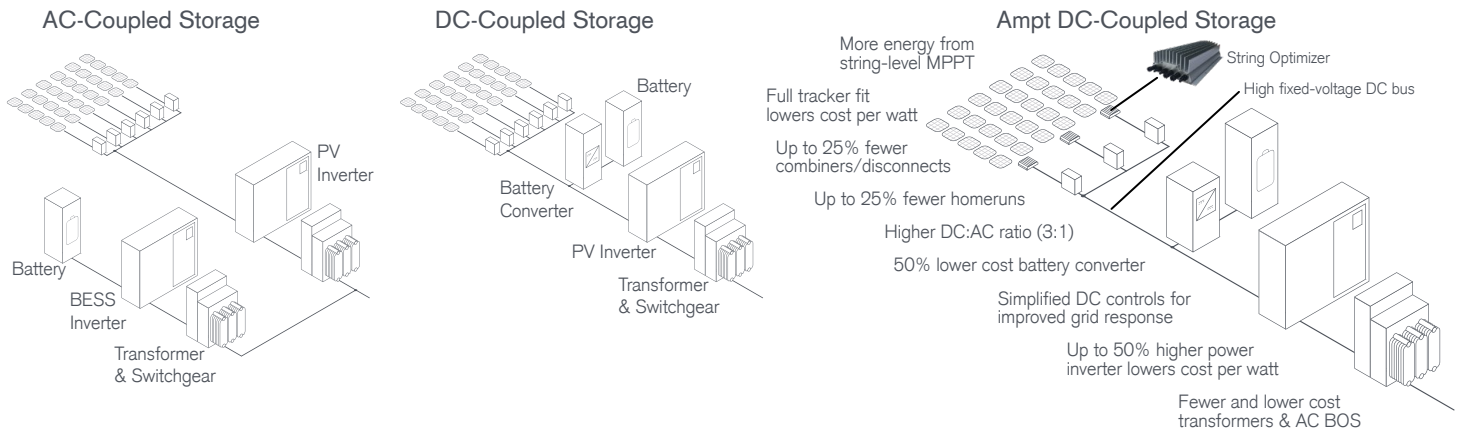 AC-Coupled Storage
PV
Inverter
Battery
BESS
Inverter
Transformer
& Switchgear
DC-Coupled Storage
Battery
Battery
Converter
PV Inverter
Transformer
& Switchgear
Ampt DC-Coupled Storage
More energy from
string-level MPPT
String Optimizer
High fixed-voltage DC bus
Full tracker fit
lowers cost per watt
Up to 25% fewer
combiners/disconnects
Up to 25% fewer homeruns
Higher DC:AC ratio (3:1)
50% lower cost battery converter
Simplified DC controls for
improved grid response
Up to 50% higher power
inverter lowers cost per watt
Fewer and lower cost
transformers & AC BOS